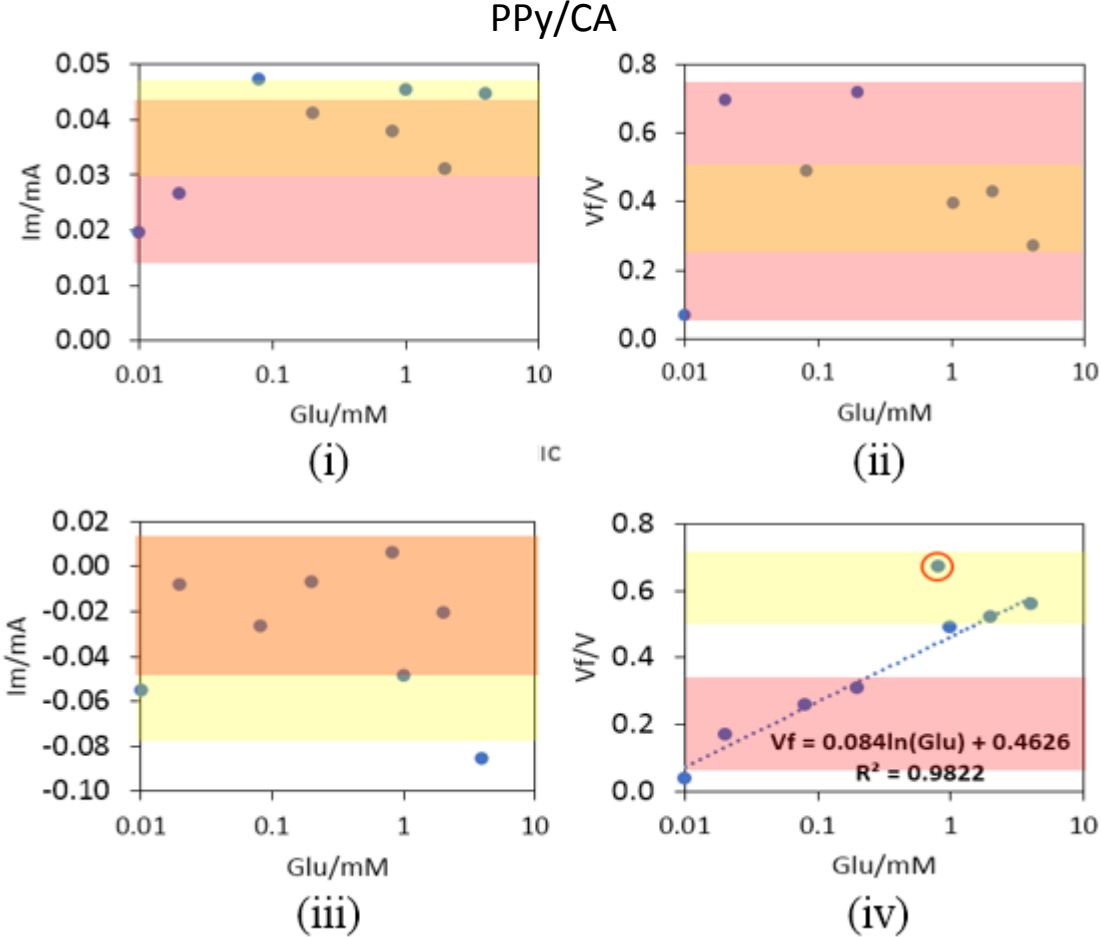 PPy/CA
0.05
0.04
0.03
0.02
0.01
0.00
Im/mA
0.01 0.1 1 10
Glu/mM
(i)
0.8
0.6
0.4
0.2
0.0
Vf/V
0.01 0.1 1 10
Glu/mM
(ii)
IC
0.02
0.00
-0.02
-0.04
-0.06
-0.08
-0.10
Im/mA
0.01 0.1 1 10
Glu/mM
(iii)
0.8
0.6
0.4
0.2
0.0
Vf/V
Vf = 0.084ln(Glu) + 0.4626
R² = 0.9822
0.01 0.1 1 10
Glu/mM
(iv)